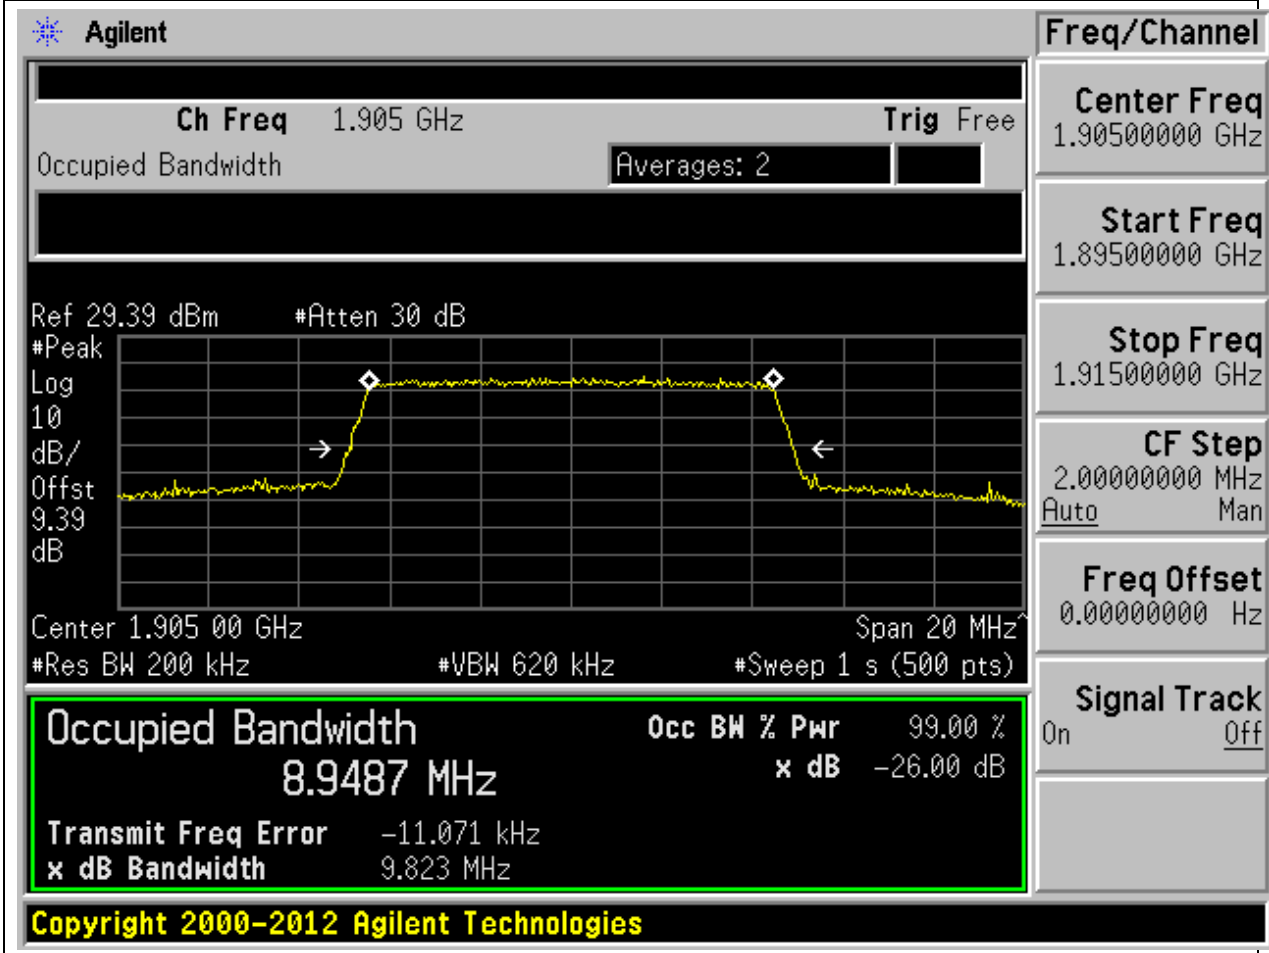 Agilent
Freq/Channel
Ch Freq 1.905 GHz Trig Free
Occupied Bandwidth Averages: 2
Ref 29.39 dBm #Atten 30 dB
#Peak
Log
10
dB/
Offst
9.39
dB
Center 1.905 00 GHz Span 20 MHz^
#Res BW 200 kHz #VBW 620 kHz #Sweep 1 s (500 pts)
Occupied Bandwidth Occ BW % Pwr 99.00 %
8.9487 MHz x dB -26.00 dB
Transmit Freq Error -11.071 kHz
x dB Bandwidth 9.823 MHz
Copyright 2000-2012 Agilent Technologies
Center Freq
1.90500000 GHz
Start Freq
1.89500000 GHz
Stop Freq
1.91500000 GHz
CF Step
2.00000000 MHz
Auto Man
Freq Offset
0.00000000 Hz
Signal Track
On Off